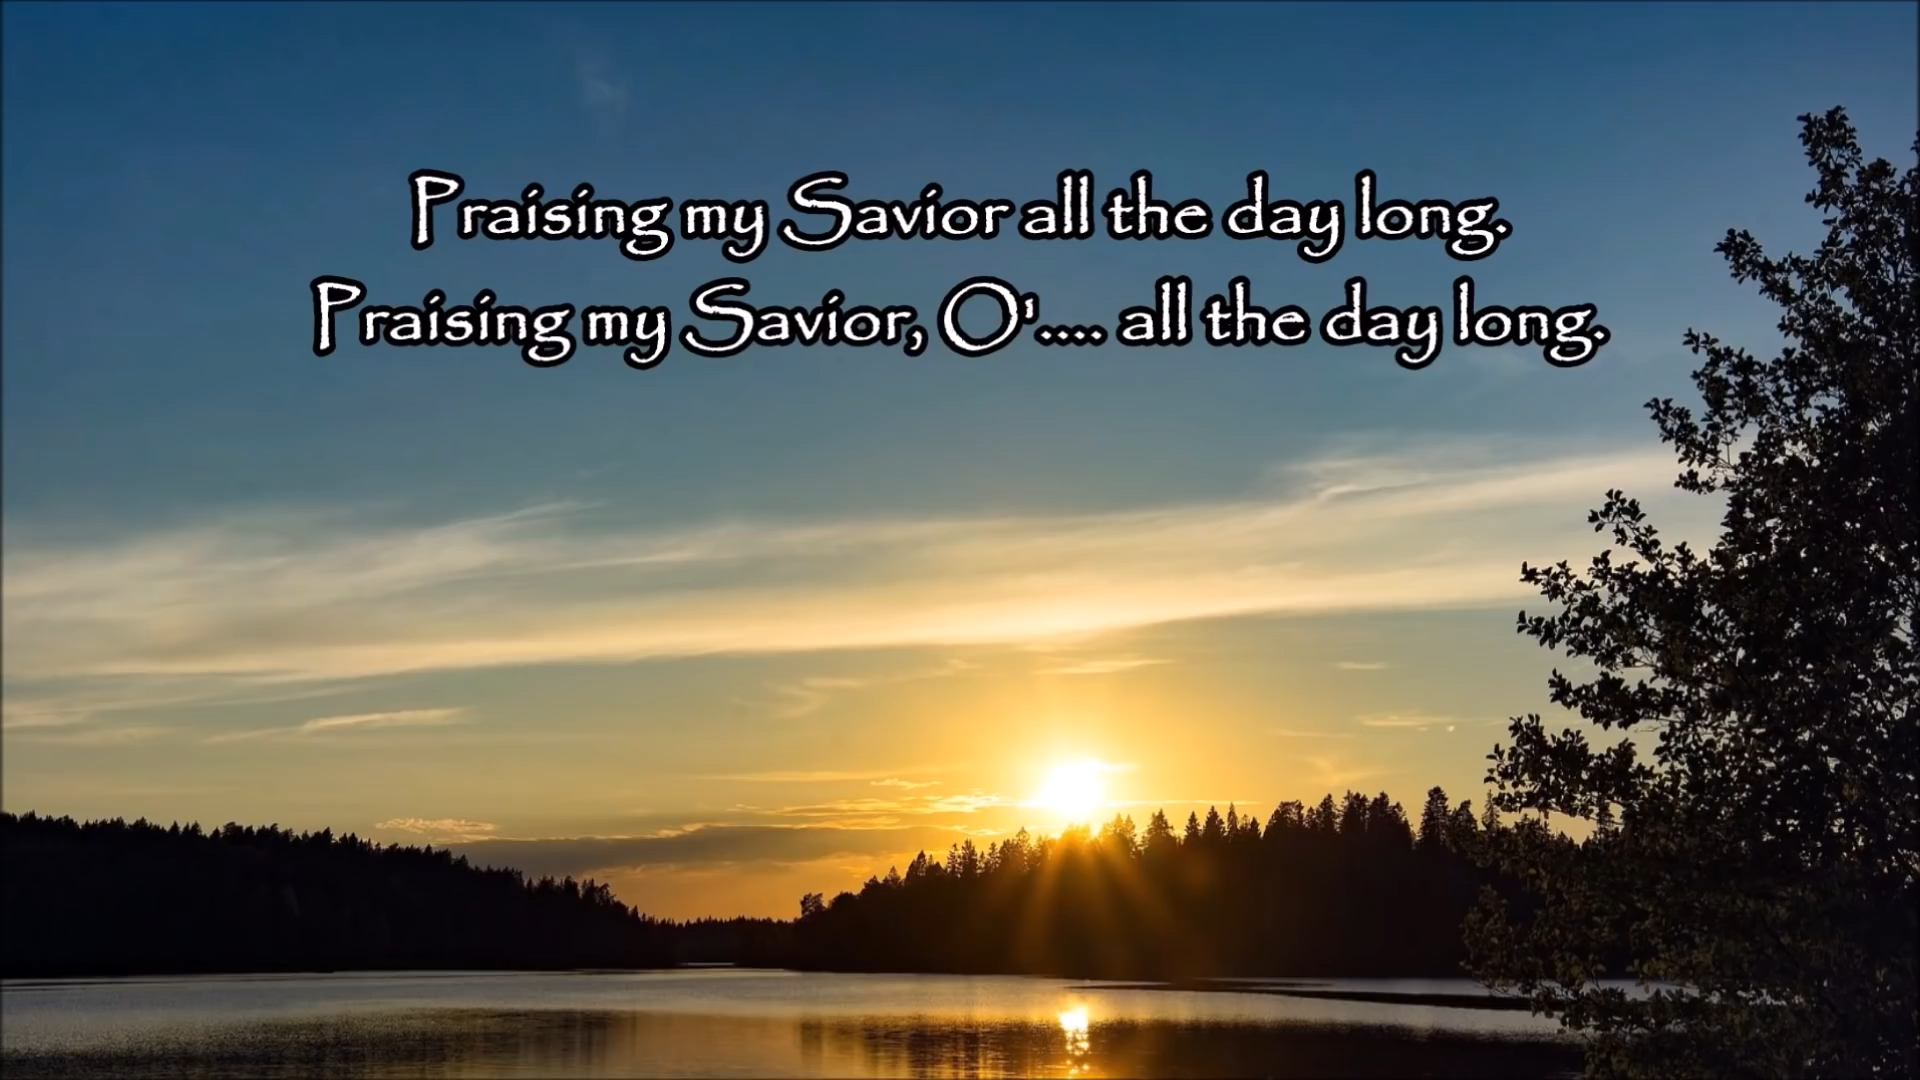 Praising my Savior all the day long.
Praising my Savior, O'.... all the day long.